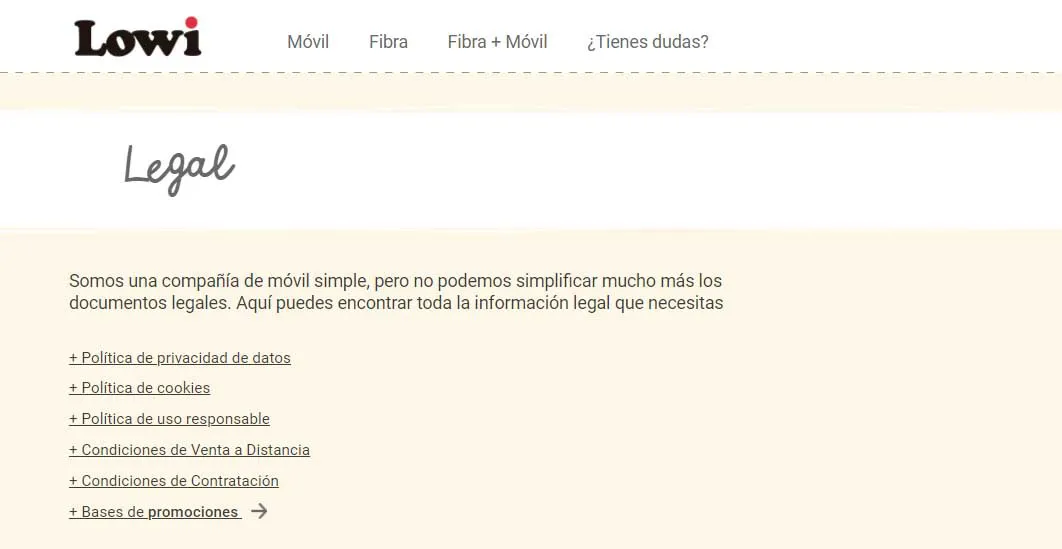 Lowi
Móvil
Fibra
Fibra + Móvil
¿Tienes dudas?
Legal
Somos una compañía de móvil simple, pero no podemos simplificar mucho más los
documentos legales. Aquí puedes encontrar toda la información legal que necesitas
+ Política de privacidad de datos
+ Política de cookies
+ Política de uso responsable
+ Condiciones de Venta a Distancia
+ Condiciones de Contratación
+ Bases de promociones